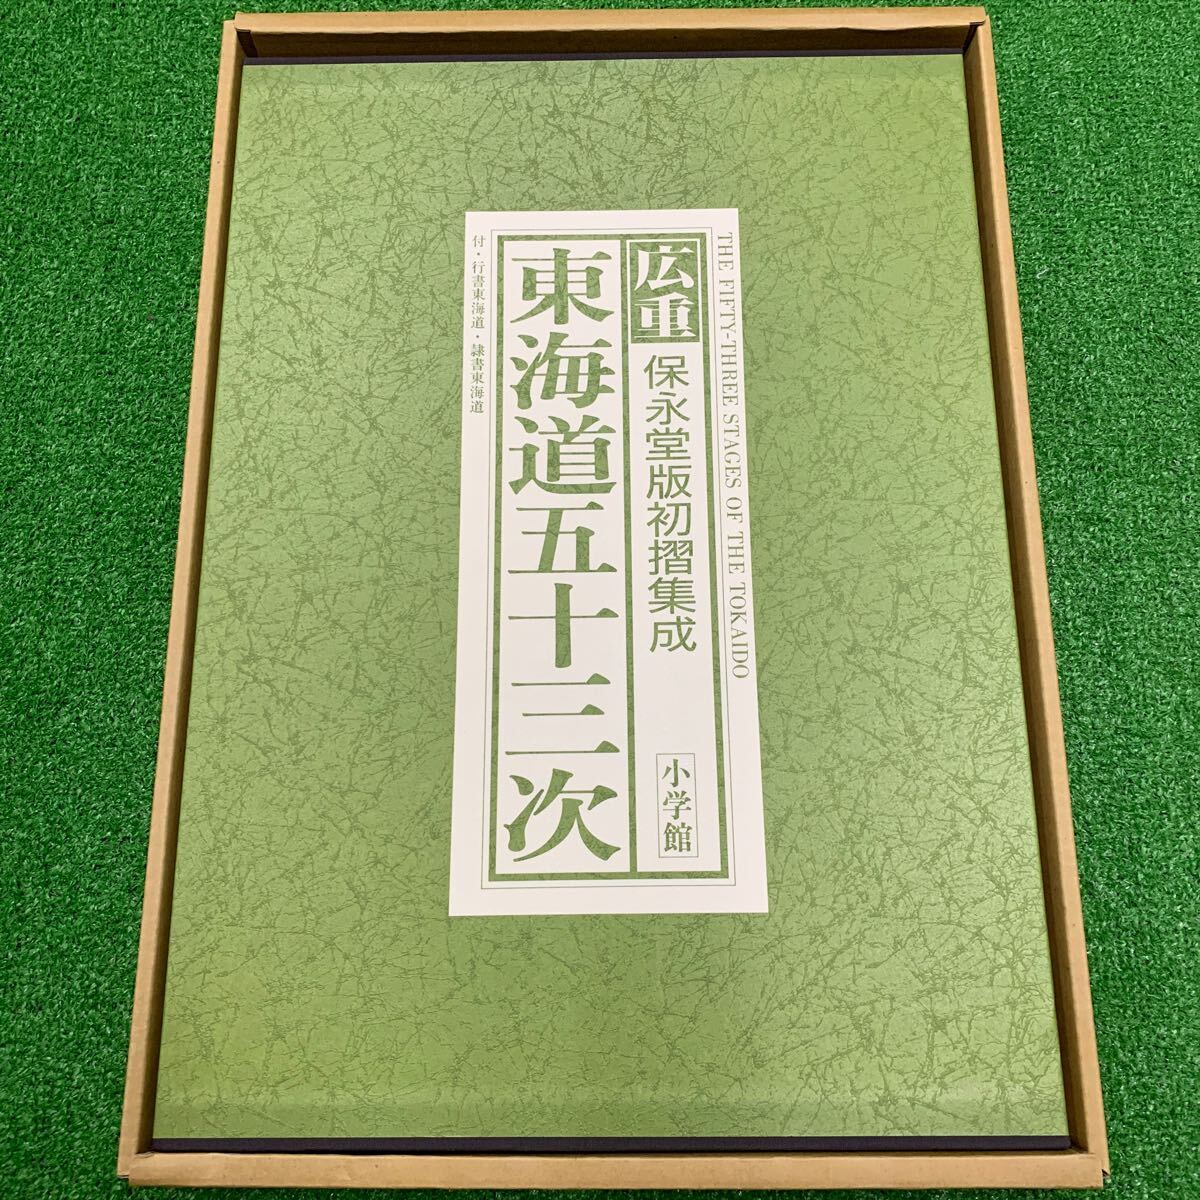 THE FIFTY-THREE STAGES OF THE TOKAIDO
広重
保永堂版初摺集成
小学館
東海道五十三次
付・行書東海道・隷書東海道